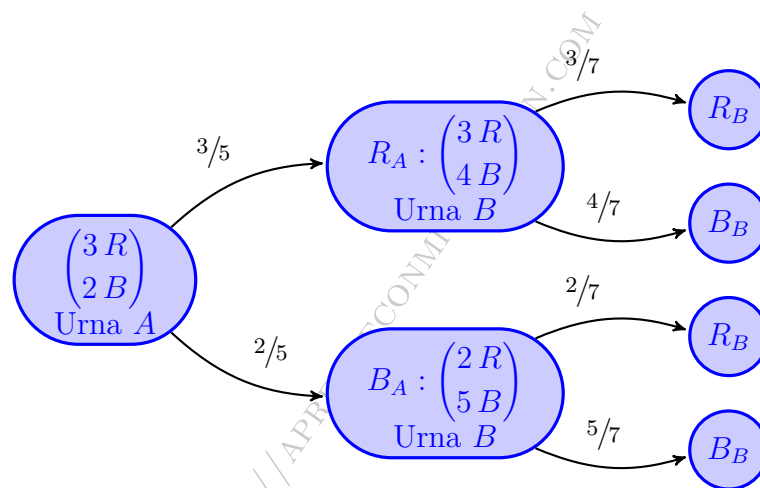 3/7
R_B
3/5
R_A : (3 R
4 B)
Urna B
4/7
B_B
(3 R
2 B)
Urna A
2/7
R_B
2/5
B_A : (2 R
5 B)
Urna B
5/7
B_B